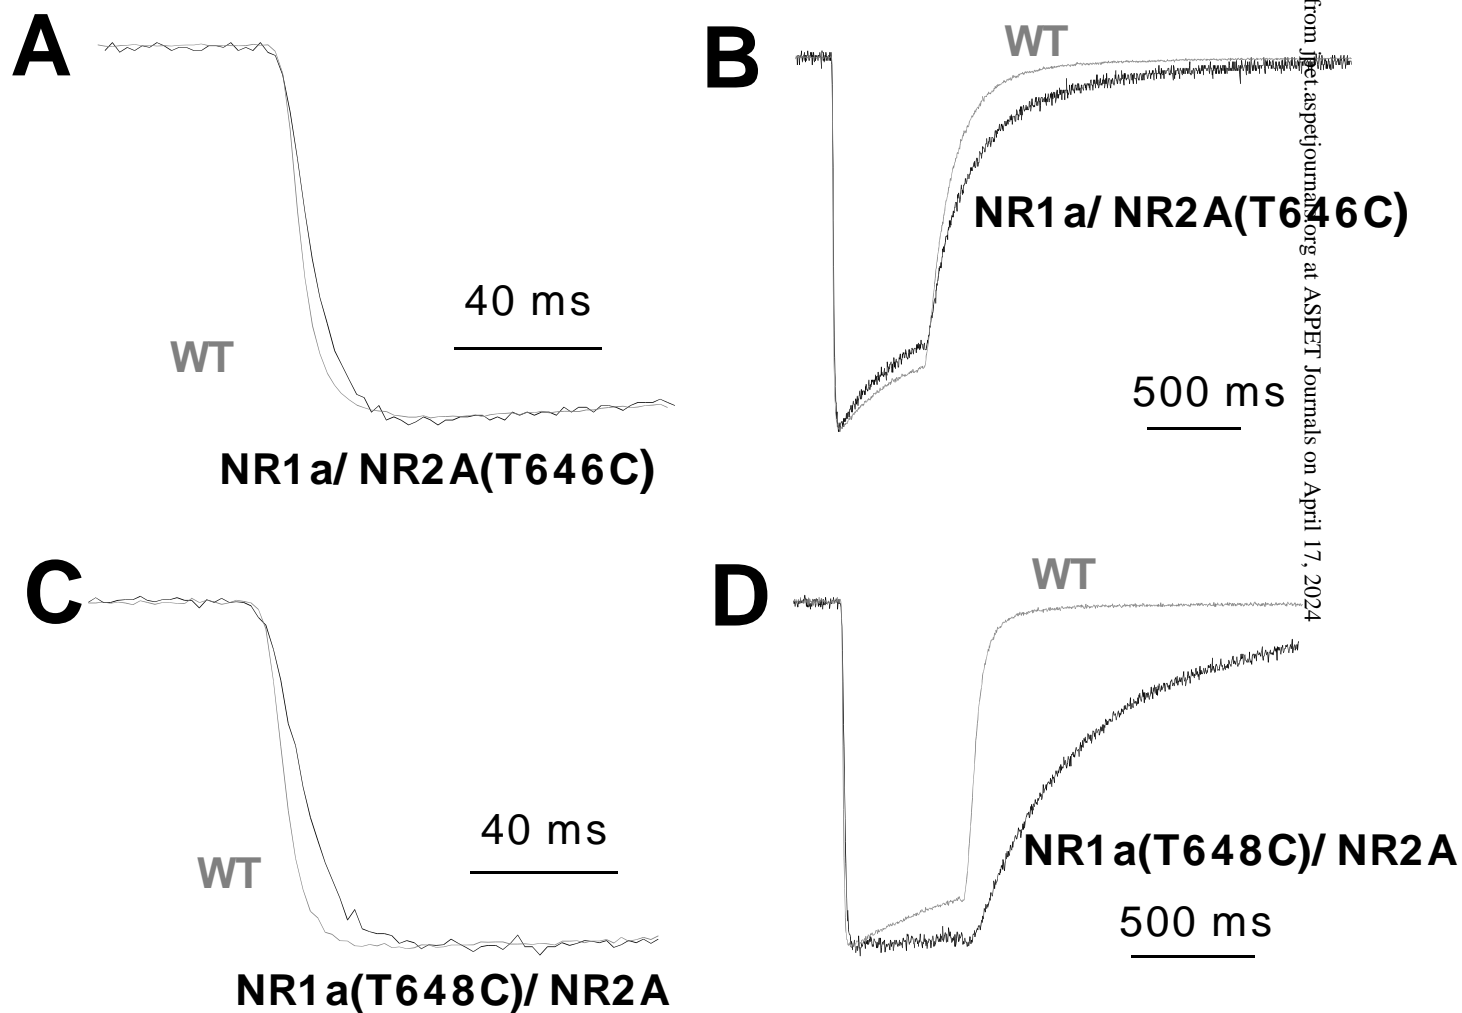 A
WT
40 ms
NR1a/ NR2A(T646C)
B
WT
NR1a/ NR2A(T646C)
500 ms
C
WT
40 ms
NR1a(T648C)/ NR2A
D
WT
NR1a(T648C)/ NR2A
500 ms
from jpet.aspetjournals.org at ASPET Journals on April 17, 2024